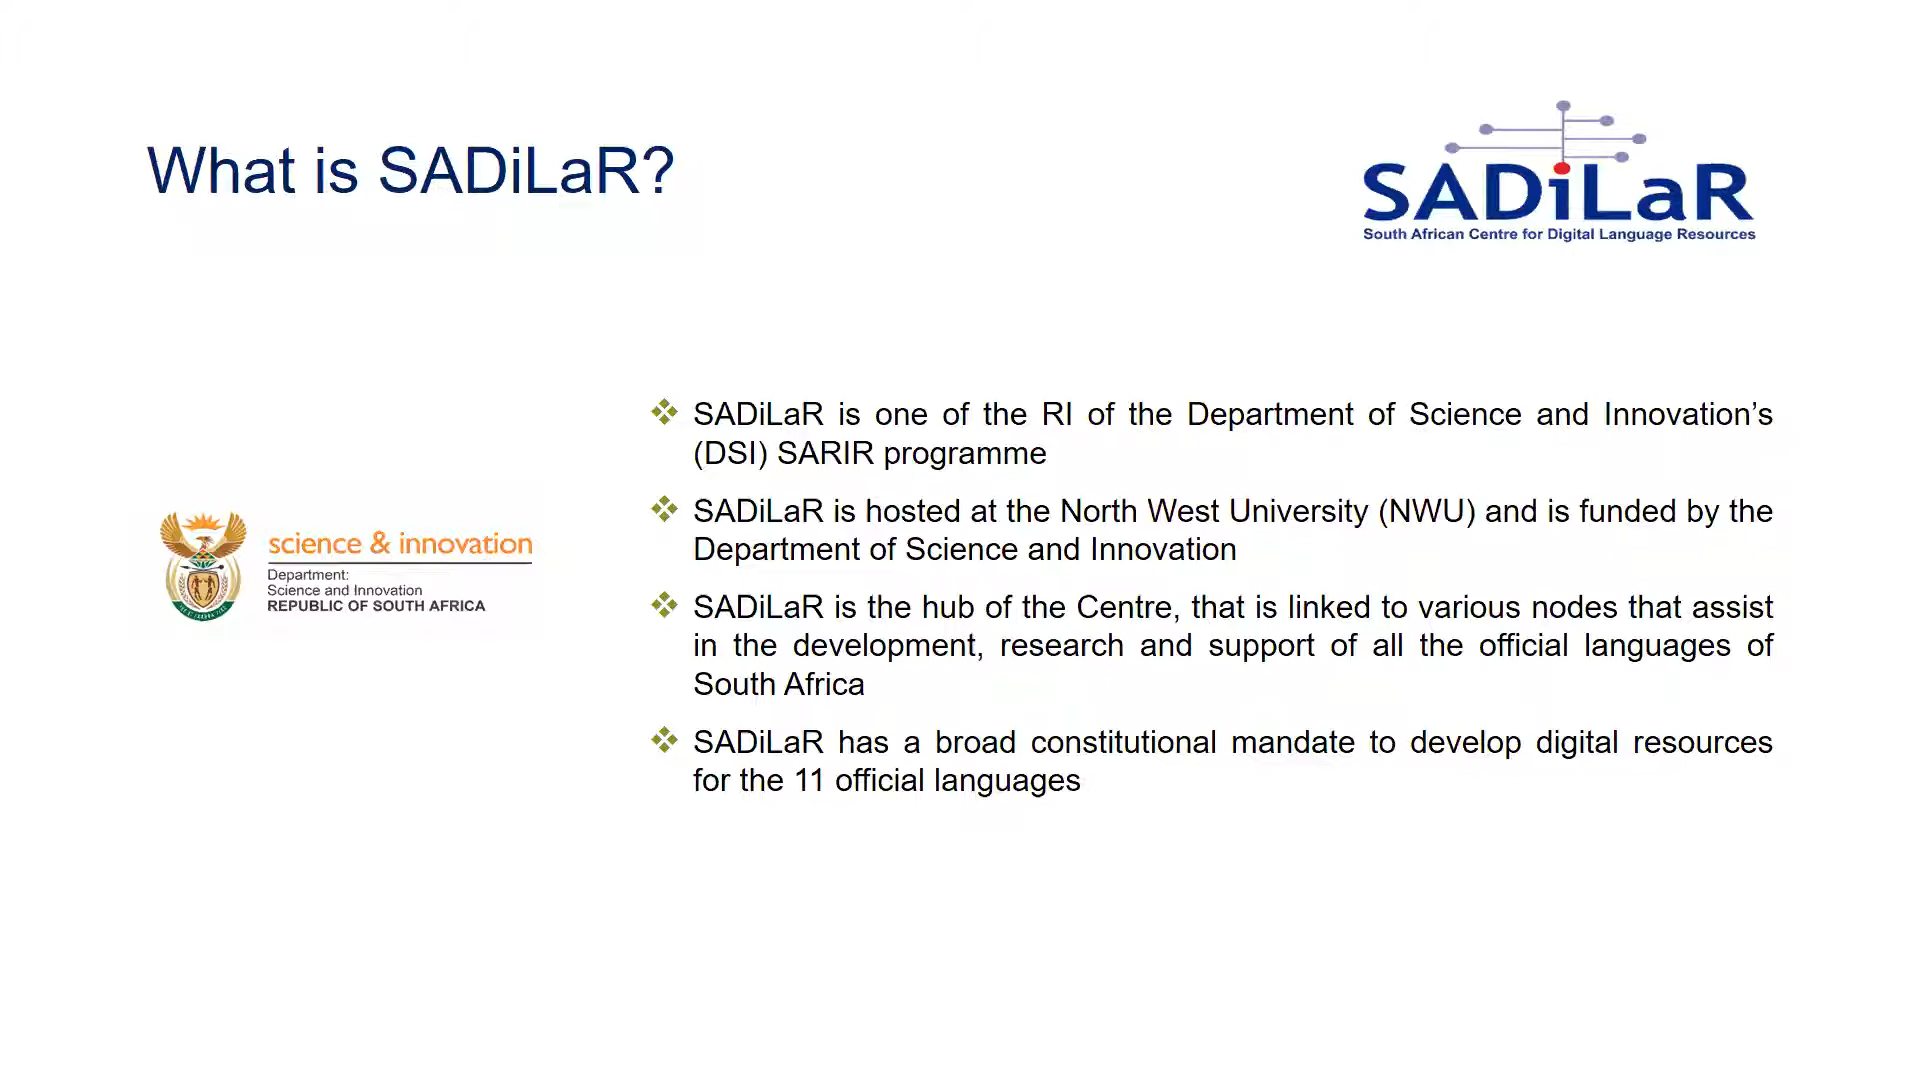 What is SADiLaR?
SADiLaR
South African Centre for Digital Language Resources
science & innovation
Department:
Science and Innovation
REPUBLIC OF SOUTH AFRICA
SADiLaR is one of the RI of the Department of Science and Innovation’s
(DSI) SARIR programme
SADiLaR is hosted at the North West University (NWU) and is funded by the
Department of Science and Innovation
SADiLaR is the hub of the Centre, that is linked to various nodes that assist
in the development, research and support of all the official languages of
South Africa
SADiLaR has a broad constitutional mandate to develop digital resources
for the 11 official languages